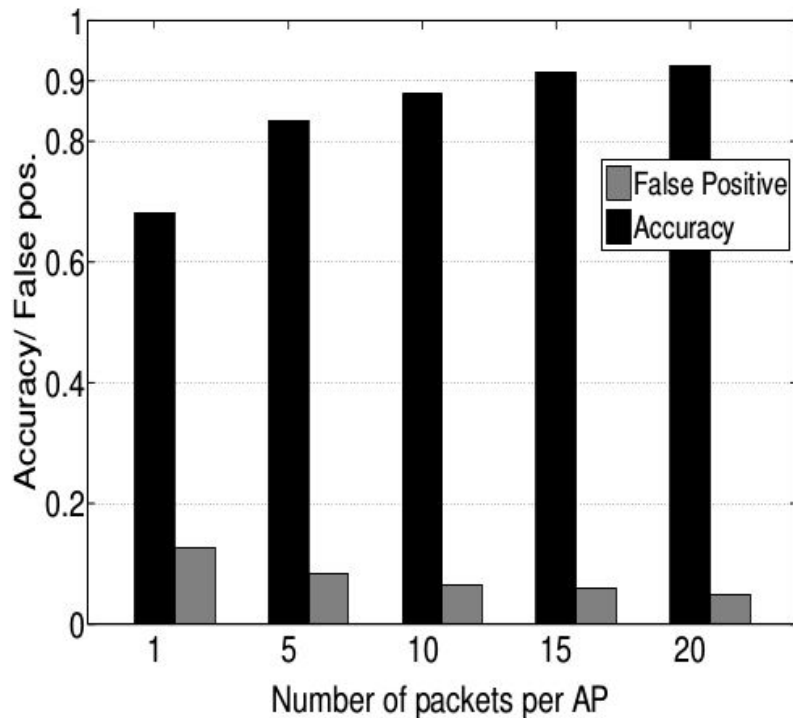 Accuracy/ False pos.
1
0.9
0.8
0.6
0.4
0.2
0
False Positive
Accuracy
1 5 10 15 20
Number of packets per AP